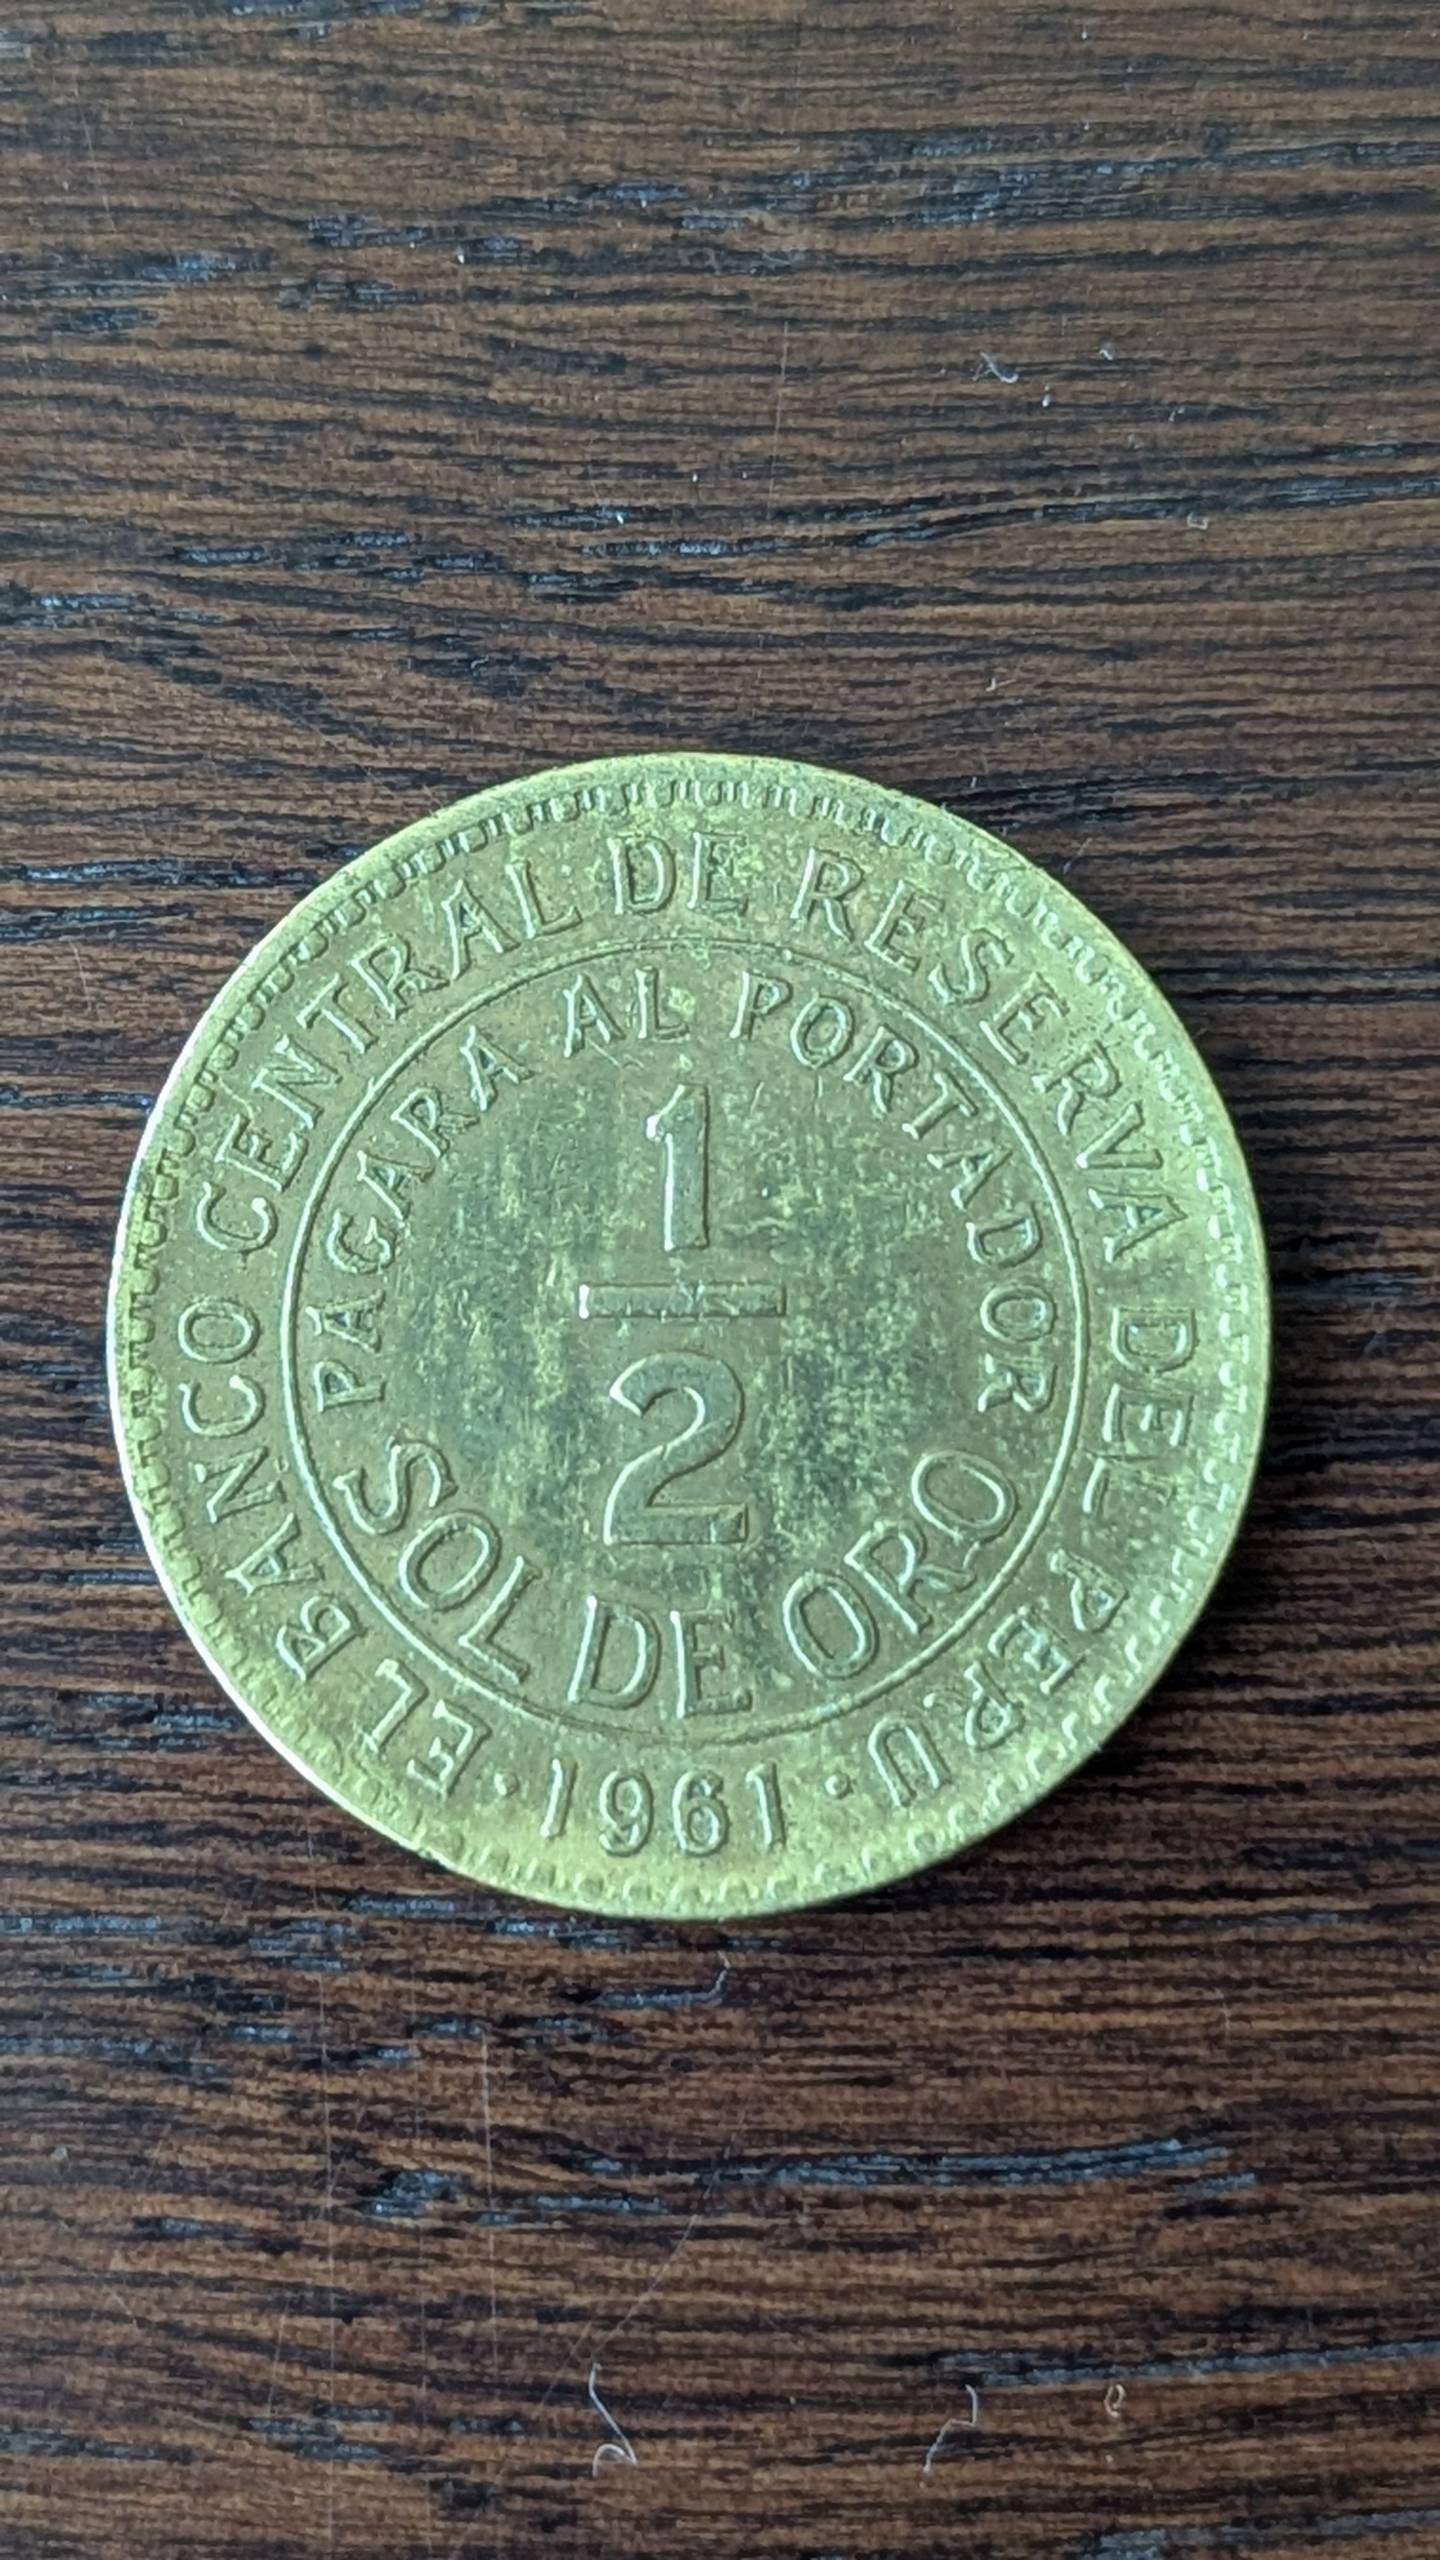 EL BANCO CENTRAL DE RESERVA DEL PERU
PAGARA AL PORTADOR
1
2
SOL DE ORO
· 1961 ·